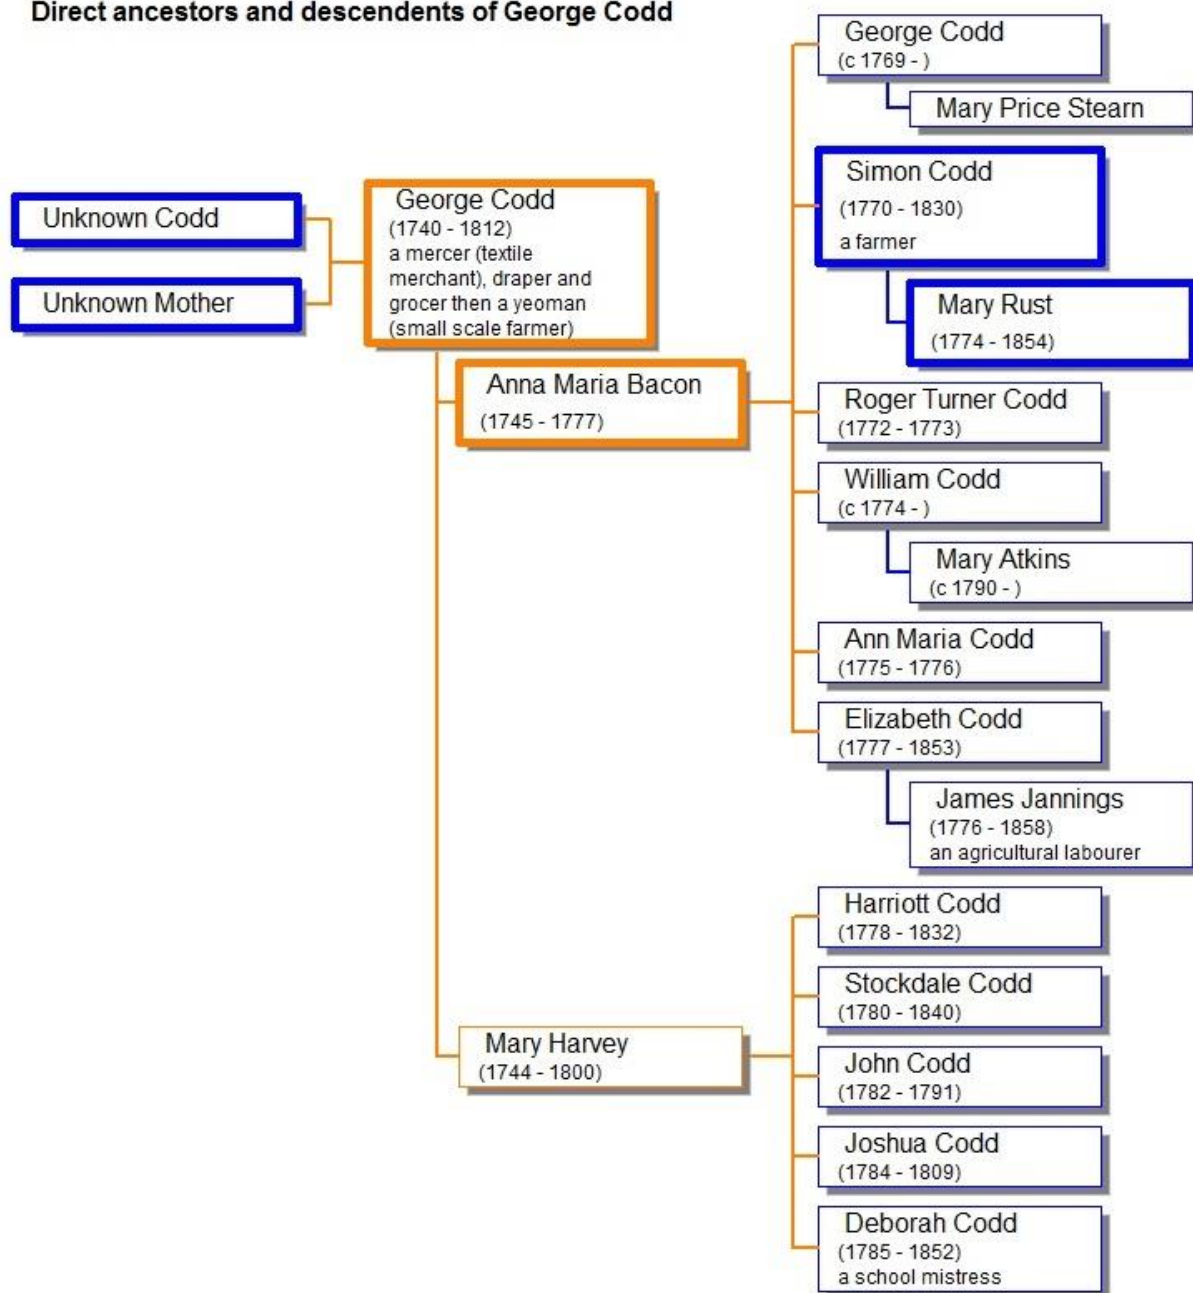 Direct ancestors and descendents of George Codd
Unknown Codd
Unknown Mother
George Codd
(1740 - 1812)
a mercer (textile
merchant), draper and
grocer then a yeoman
(small scale farmer)
Anna Maria Bacon
(1745 - 1777)
George Codd
(c 1769 - )
Mary Price Stearn
Simon Codd
(1770 - 1830)
a farmer
Mary Rust
(1774 - 1854)
Roger Turner Codd
(1772 - 1773)
William Codd
(c 1774 - )
Mary Atkins
(c 1790 - )
Ann Maria Codd
(1775 - 1776)
Elizabeth Codd
(1777 - 1853)
James Jannings
(1776 - 1858)
an agricultural labourer
Mary Harvey
(1744 - 1800)
Harriott Codd
(1778 - 1832)
Stockdale Codd
(1780 - 1840)
John Codd
(1782 - 1791)
Joshua Codd
(1784 - 1809)
Deborah Codd
(1785 - 1852)
a school mistress